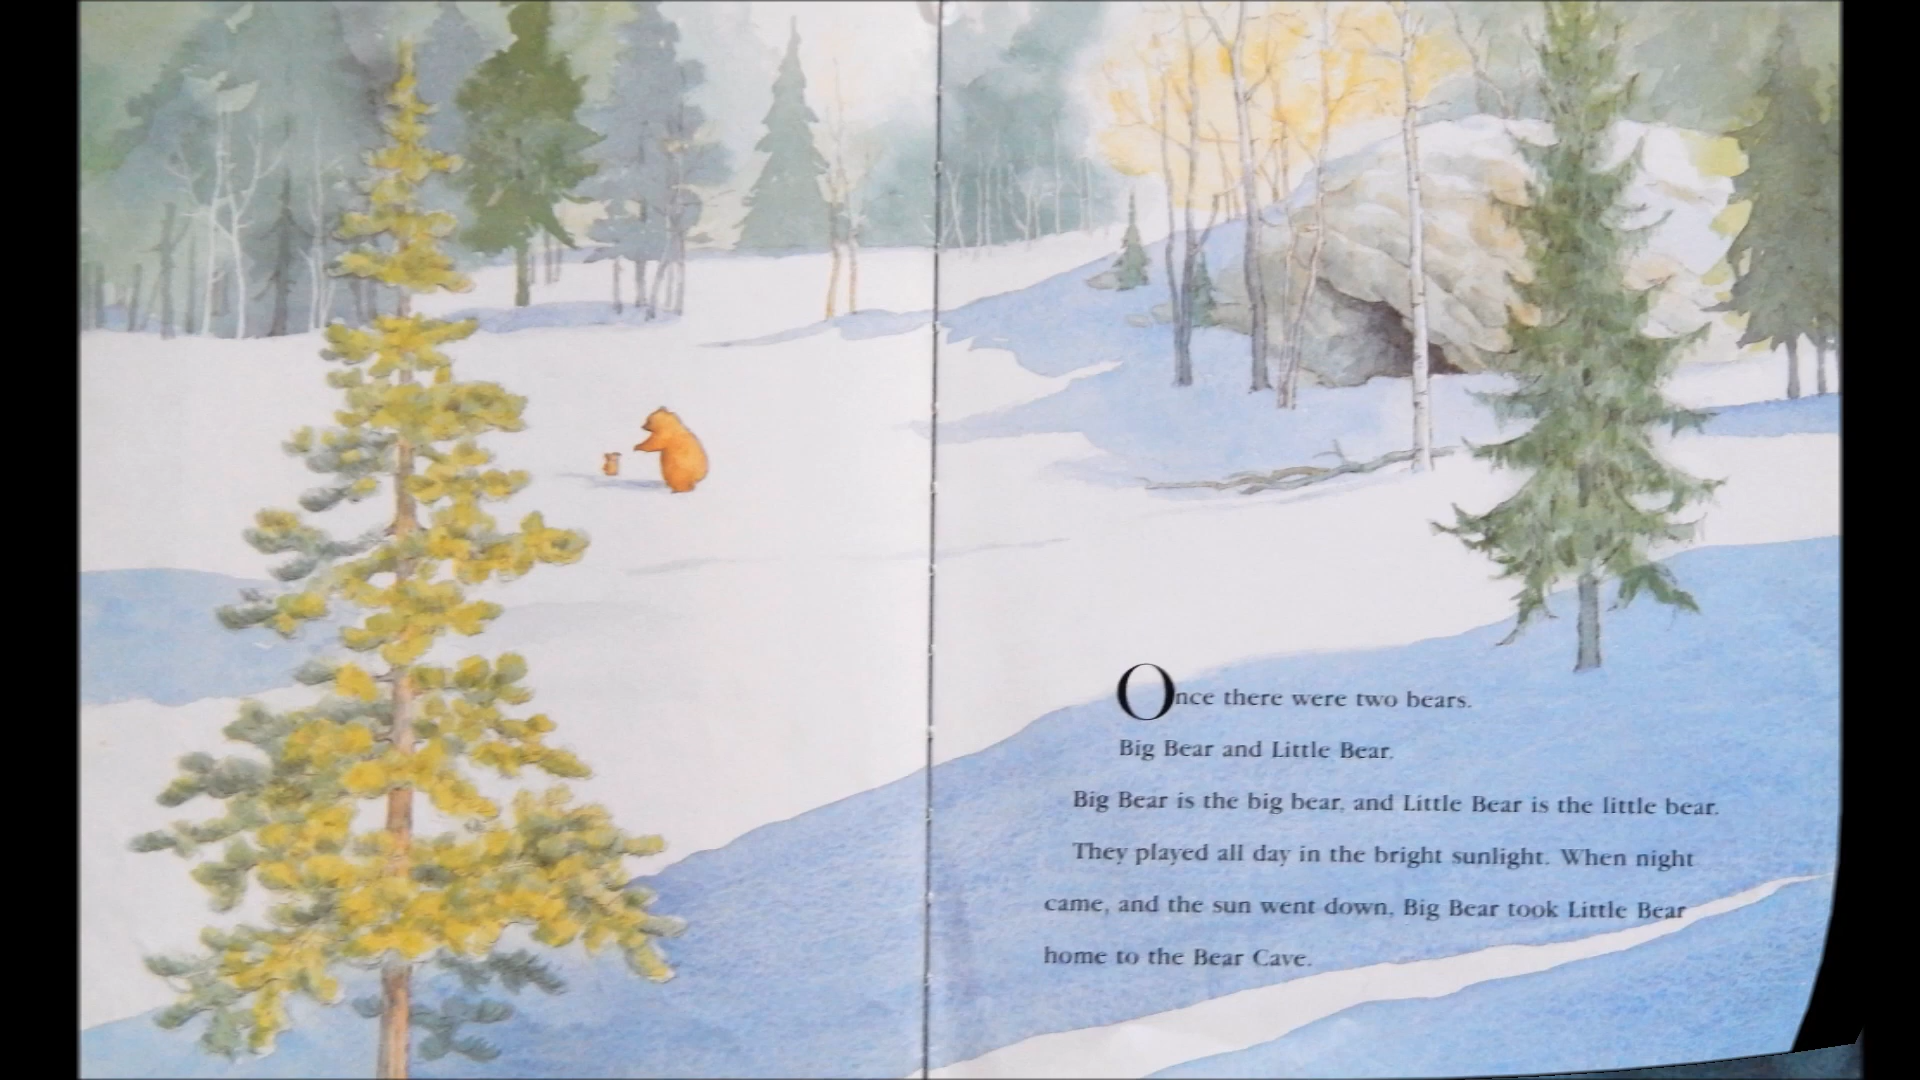 Once there were two bears.
Big Bear and Little Bear.
Big Bear is the big bear, and Little Bear is the little bear.
They played all day in the bright sunlight. When night
came, and the sun went down, Big Bear took Little Bear
home to the Bear Cave.